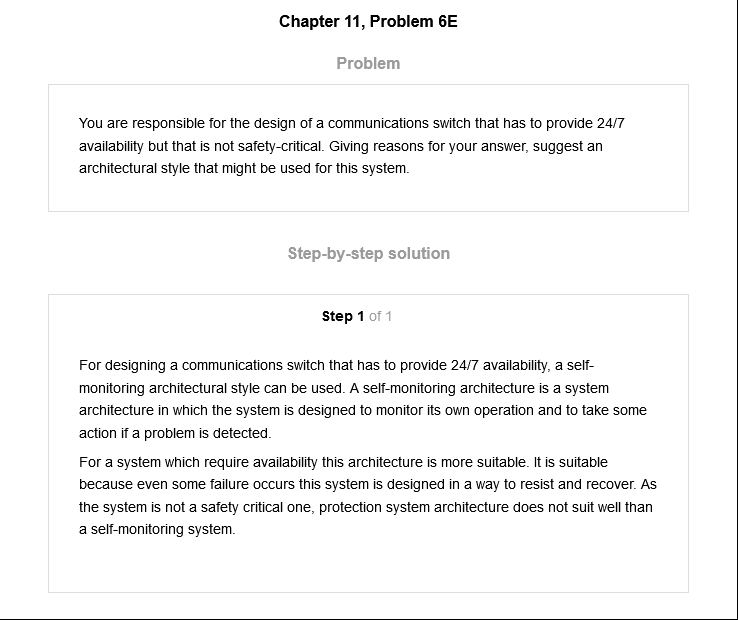 Chapter 11, Problem 6E
Problem
You are responsible for the design of a communications switch that has to provide 24/7
availability but that is not safety-critical. Giving reasons for your answer, suggest an
architectural style that might be used for this system.
Step-by-step solution
Step 1 of 1
For designing a communications switch that has to provide 24/7 availability, a self-
monitoring architectural style can be used. A self-monitoring architecture is a system
architecture in which the system is designed to monitor its own operation and to take some
action if a problem is detected.
For a system which require availability this architecture is more suitable. It is suitable
because even some failure occurs this system is designed in a way to resist and recover. As
the system is not a safety critical one, protection system architecture does not suit well than
a self-monitoring system.